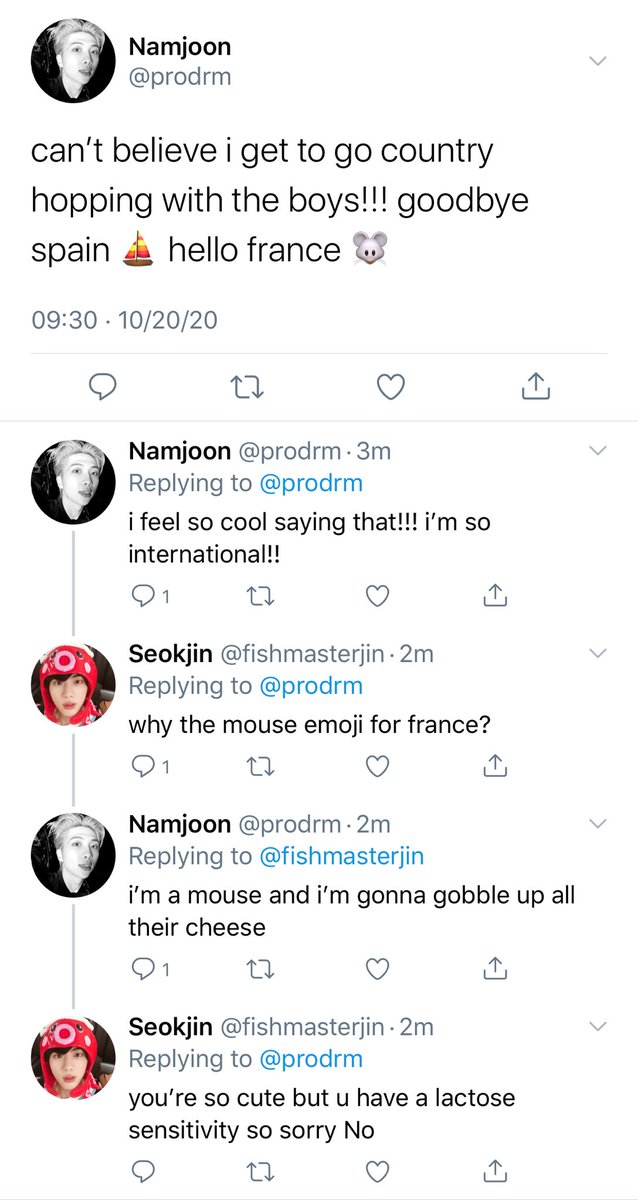 Namjoon
@prodrm
can’t believe i get to go country
hopping with the boys!!! goodbye
spain ⛵ hello france 🐭
09:30 · 10/20/20
Namjoon @prodrm · 3m
Replying to @prodrm
i feel so cool saying that!!! i’m so
international!!
1
Seokjin @fishmasterjin · 2m
Replying to @prodrm
why the mouse emoji for france?
1
Namjoon @prodrm · 2m
Replying to @fishmasterjin
i’m a mouse and i’m gonna gobble up all
their cheese
1
Seokjin @fishmasterjin · 2m
Replying to @prodrm
you’re so cute but u have a lactose
sensitivity so sorry No